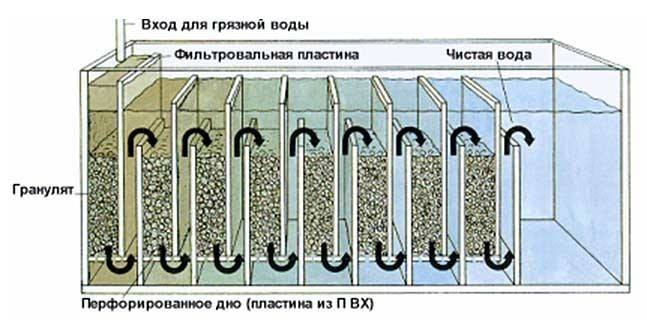 Вход для грязной воды
Фильтровальная пластина
Чистая вода
Гранулят
Перфорированное дно (пластина из П ВХ)